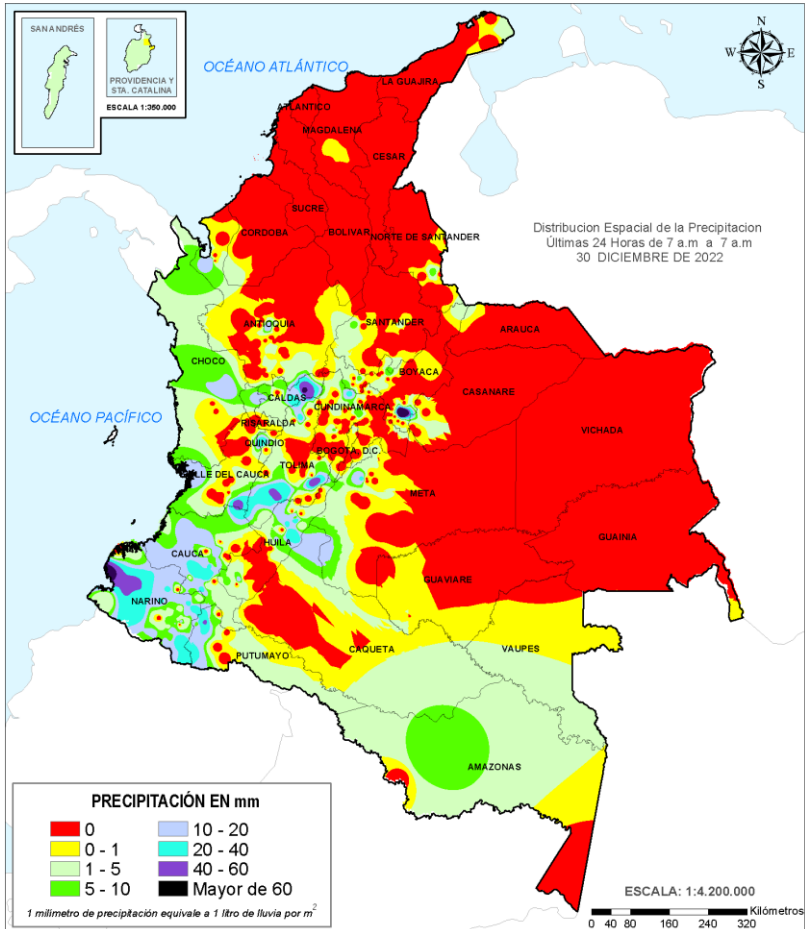 SAN ANDRÉS
PROVIDENCIA Y
STA. CATALINA
ESCALA 1:350.000
OCÉANO ATLÁNTICO
N
W
E
S
LA GUAJIRA
ATLANTICO
MAGDALENA
CESAR
SUCRE
CORDOBA
BOLIVAR
NORTE DE SANTANDER
Distribucion Espacial de la Precipitacion
Últimas 24 Horas de 7 a.m a 7 a.m
30 DICIEMBRE DE 2022
ANTIOQUIA
SANTANDER
ARAUCA
CHOCO
BOYACA
CASANARE
CALDAS
CUNDINAMARCA
OCÉANO PACÍFICO
RISARALDA
VICHADA
QUINDIO
BOGOTA, D.C.
TOLIMA
VALLE DEL CAUCA
META
GUAINIA
HUILA
CAUCA
GUAVIARE
NARINO
CAQUETA
VAUPES
PUTUMAYO
AMAZONAS
PRECIPITACIÓN EN mm
0
10 - 20
0 - 1
20 - 40
1 - 5
40 - 60
5 - 10
Mayor de 60
1 milimetro de precipitación equivale a 1 litro de lluvia por m2
ESCALA: 1:4.200.000
Kilómetros
0 40 80 160 240 320